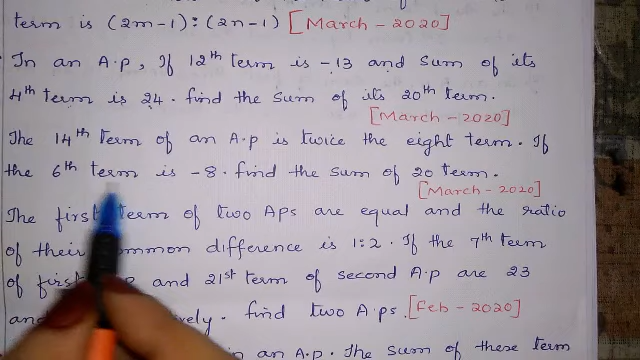 term is (2m-1):(2n-1) [March-2020]
In an A.p, If 12th term is -13 and sum of its
4th term is 24. find the sum of its 20th term.
[March-2020]
The 14th term of an A.p is twice the eight term. If
the 6th term is -8. find the sum of 20 term.
[March-2020]
The first term of two APs are equal and the ratio
of their common difference is 1:2. If the 7th term
of first and 21st term of second A.p are 23
and find two A.ps. [Feb-2020]
in an A.p. The sum of these term